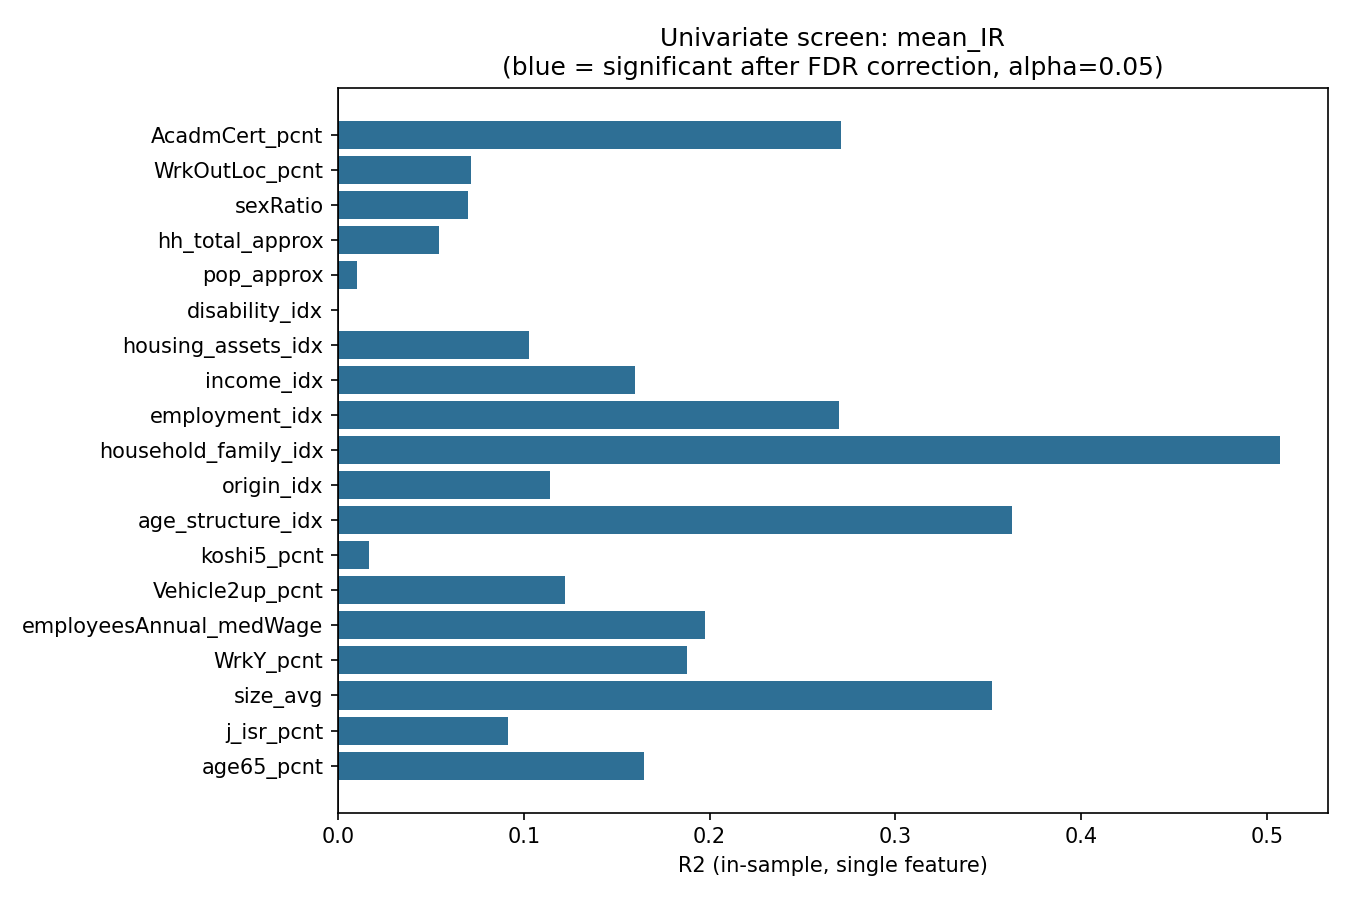 Univariate screen: mean_IR
(blue = significant after FDR correction, alpha=0.05)
AcadmCert_pcnt
WrkOutLoc_pcnt
sexRatio
hh_total_approx
pop_approx
disability_idx
housing_assets_idx
income_idx
employment_idx
household_family_idx
origin_idx
age_structure_idx
koshi5_pcnt
Vehicle2up_pcnt
employeesAnnual_medWage
WrkY_pcnt
size_avg
j_isr_pcnt
age65_pcnt
0.0 0.1 0.2 0.3 0.4 0.5
R2 (in-sample, single feature)